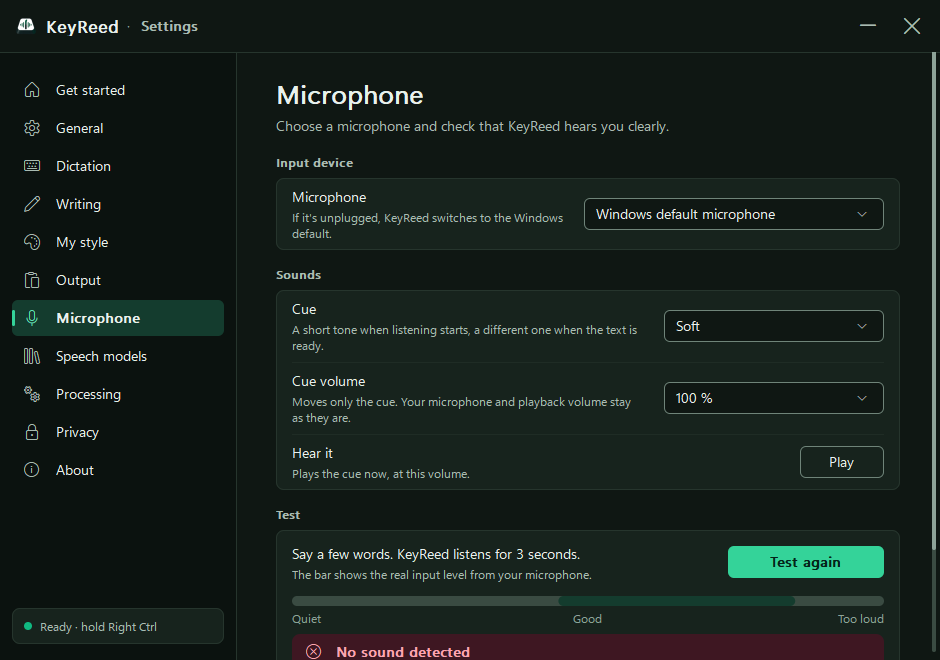 KeyReed · Settings
Get started
General
Dictation
Writing
My style
Output
Microphone
Speech models
Processing
Privacy
About
Ready · hold Right Ctrl
Microphone
Choose a microphone and check that KeyReed hears you clearly.
Input device
Microphone
If it's unplugged, KeyReed switches to the Windows
default.
Windows default microphone
Sounds
Cue
A short tone when listening starts, a different one when the text is
ready.
Soft
Cue volume
Moves only the cue. Your microphone and playback volume stay
as they are.
100 %
Hear it
Plays the cue now, at this volume.
Play
Test
Say a few words. KeyReed listens for 3 seconds.
The bar shows the real input level from your microphone.
Test again
Quiet Good Too loud
No sound detected